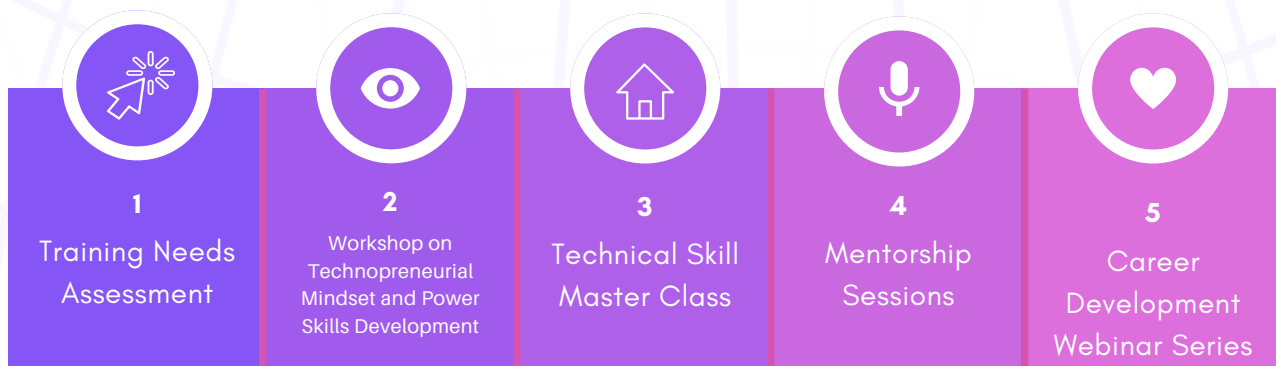 1
Training Needs
Assessment
2
Workshop on
Technopreneurial
Mindset and Power
Skills Development
3
Technical Skill
Master Class
4
Mentorship
Sessions
5
Career
Development
Webinar Series